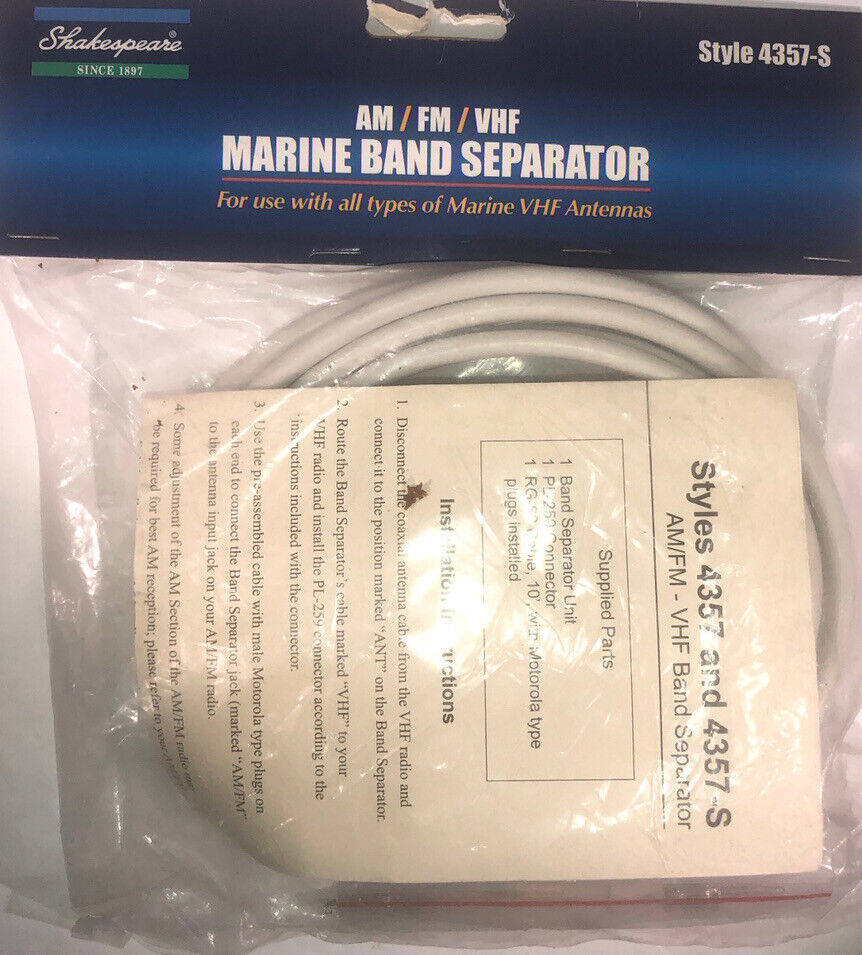 Shakespeare®
SINCE 1897
Style 4357-S
AM / FM / VHF
MARINE BAND SEPARATOR
For use with all types of Marine VHF Antennas
Styles 4357 and 4357-S
AM/FM - VHF Band Separator
Supplied Parts
1 Band Separator Unit
1 PL-259 Connector
1 Cable, 10', with Motorola type
plugs installed
Installation Instructions
1. Disconnect the coaxial antenna cable from the VHF radio and
connect it to the position marked "ANT" on the Band Separator.
2. Route the Band Separator's cable marked "VHF" to your
VHF radio and install the PL-259 connector according to the
instructions included with the connector.
3. Use the pre-assembled cable with male Motorola type plugs on
each end to connect the Band Separator jack (marked "AM/FM"
to the antenna input jack on your AM/FM radio.
4. Some adjustment of the AM Section of the AM/FM radio
be required for best AM reception; please refer to your